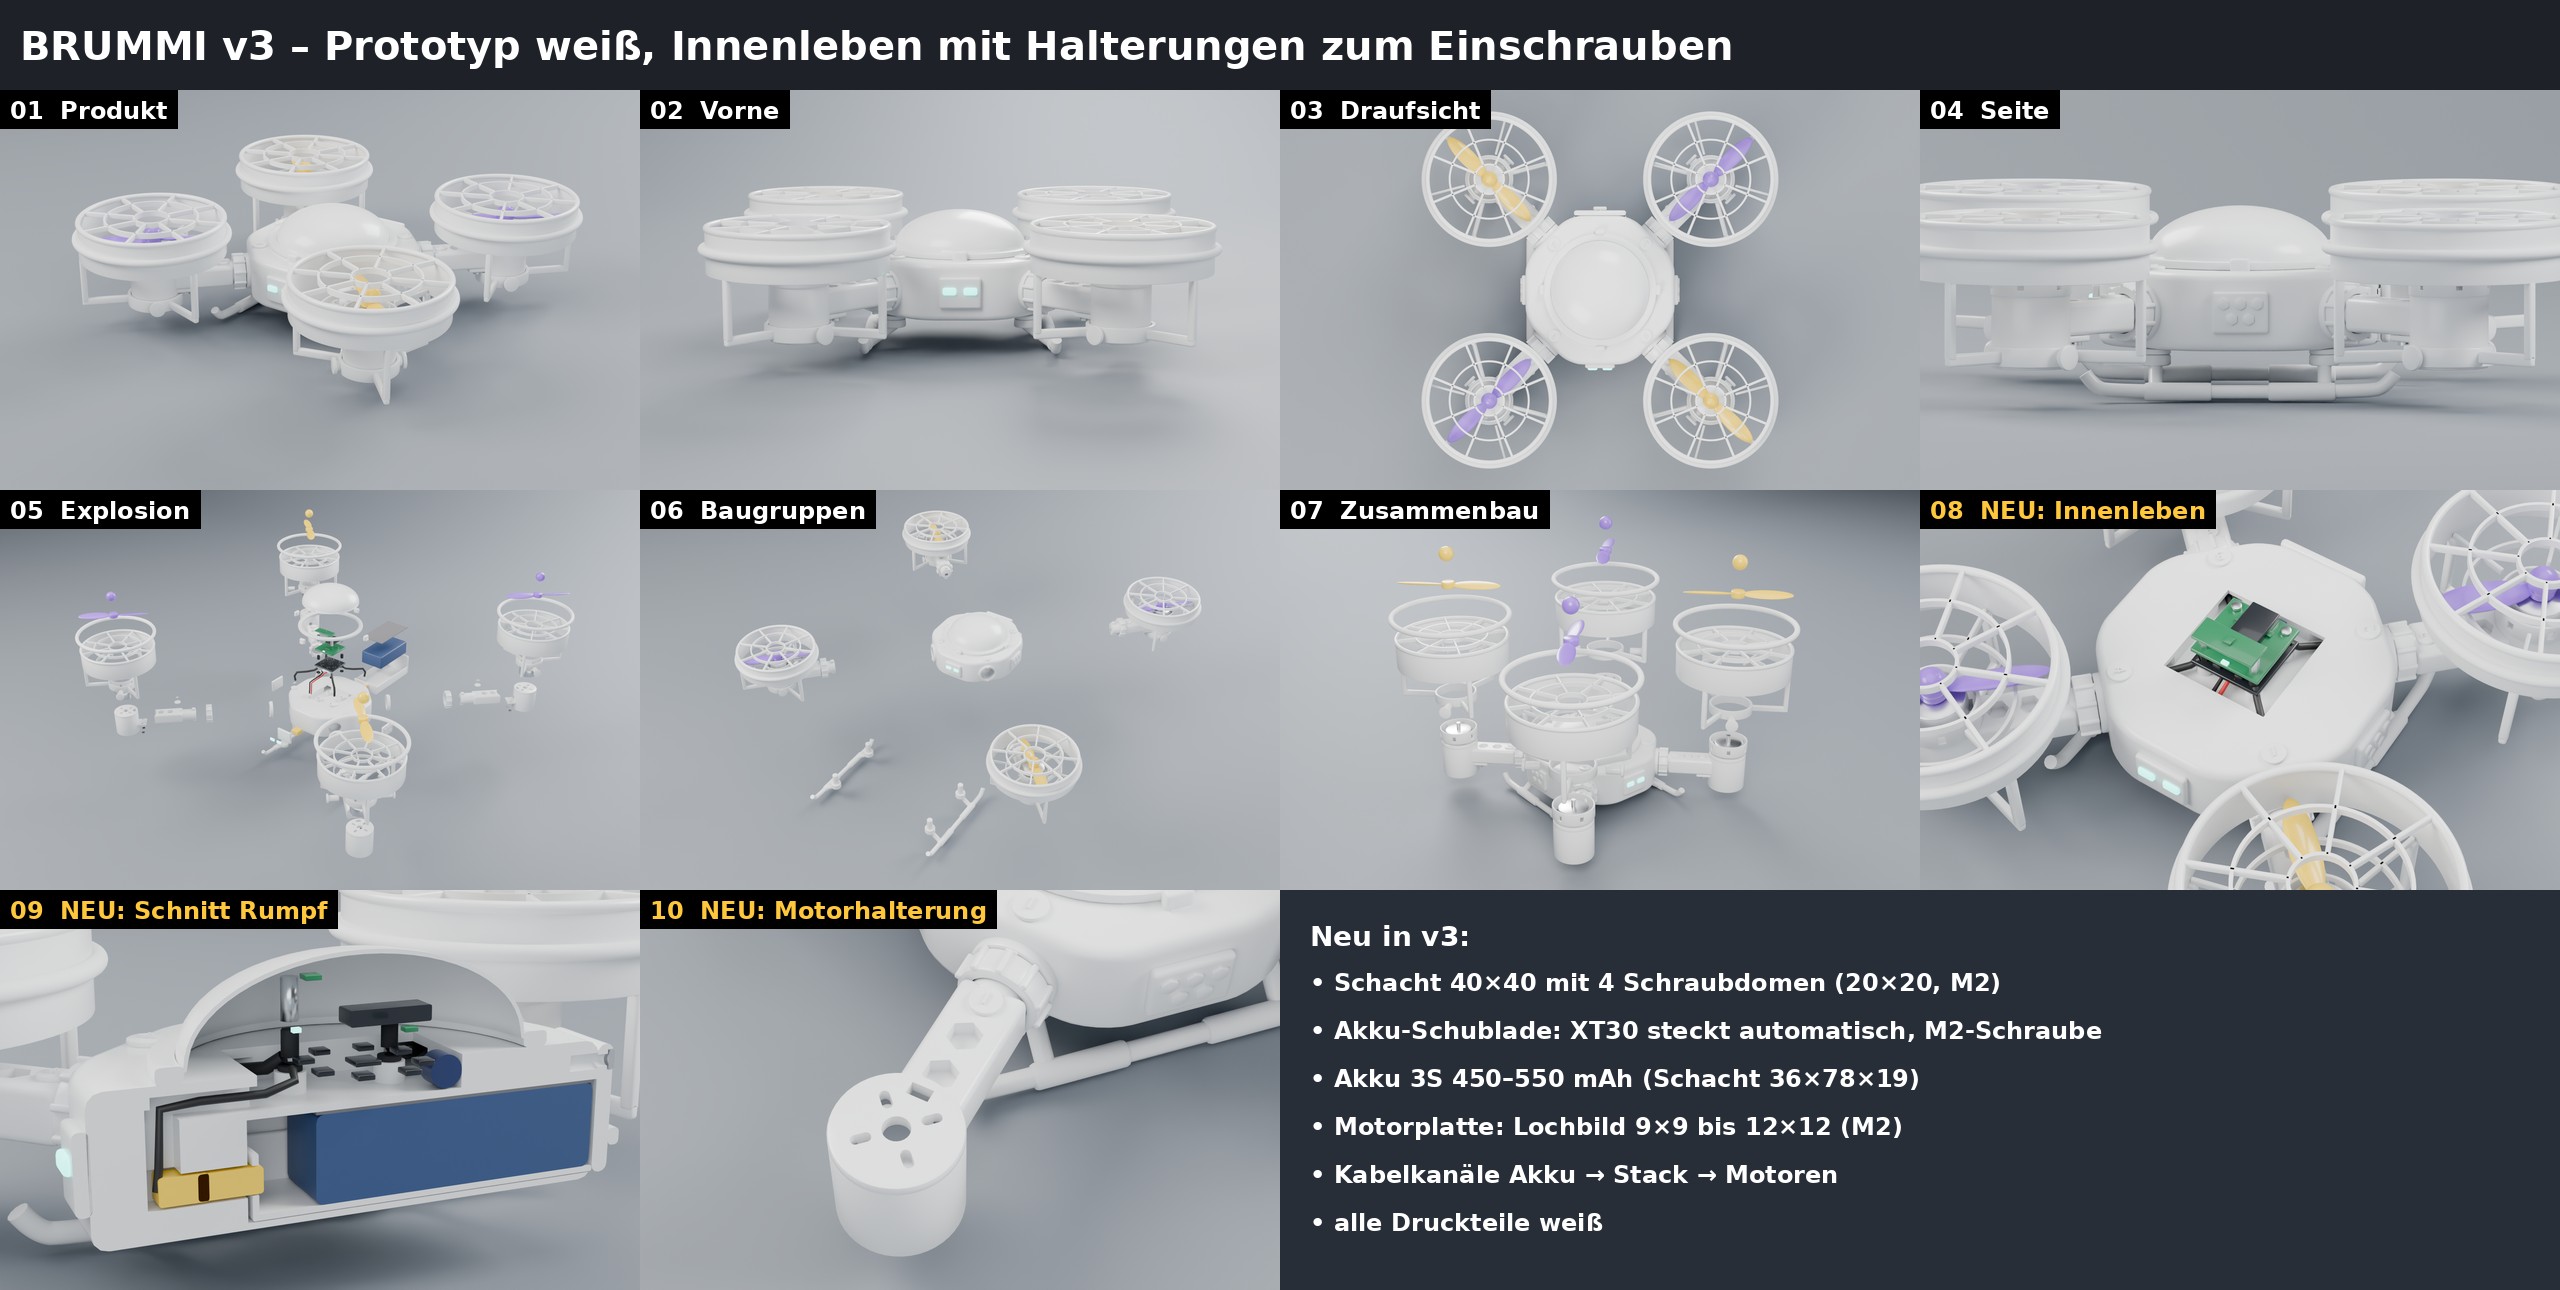 BRUMMI v3 – Prototyp weiß, Innenleben mit Halterungen zum Einschrauben
01 Produkt
02 Vorne
03 Draufsicht
04 Seite
05 Explosion
06 Baugruppen
07 Zusammenbau
08 NEU: Innenleben
09 NEU: Schnitt Rumpf
10 NEU: Motorhalterung
Neu in v3:
• Schacht 40×40 mit 4 Schraubdomen (20×20, M2)
• Akku-Schublade: XT30 steckt automatisch, M2-Schraube
• Akku 3S 450–550 mAh (Schacht 36×78×19)
• Motorplatte: Lochbild 9×9 bis 12×12 (M2)
• Kabelkanäle Akku → Stack → Motoren
• alle Druckteile weiß